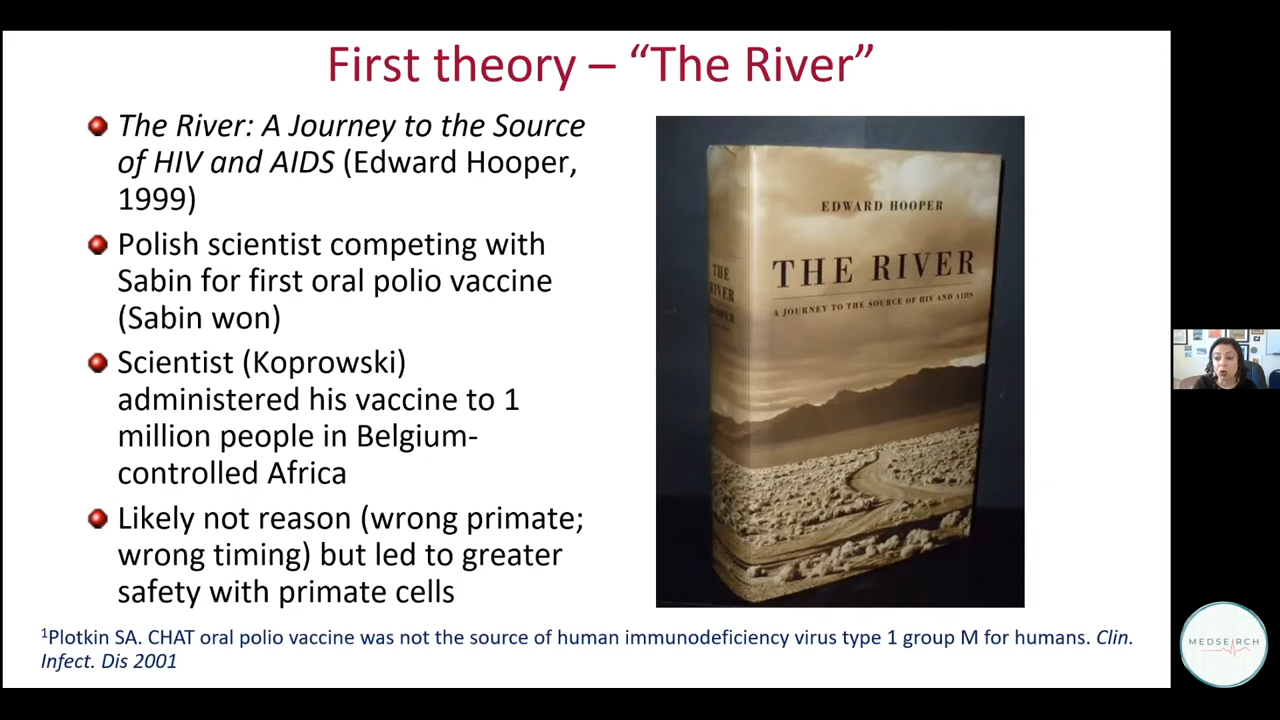 First theory – “The River”
The River: A Journey to the Source
of HIV and AIDS (Edward Hooper,
1999)
Polish scientist competing with
Sabin for first oral polio vaccine
(Sabin won)
Scientist (Koprowski)
administered his vaccine to 1
million people in Belgium-
controlled Africa
Likely not reason (wrong primate;
wrong timing) but led to greater
safety with primate cells
EDWARD HOOPER
THE RIVER
A JOURNEY TO THE SOURCE OF HIV AND AIDS
THE
RIVER
HOOPER
1Plotkin SA. CHAT oral polio vaccine was not the source of human immunodeficiency virus type 1 group M for humans. Clin.
Infect. Dis 2001
MEDSEIRCH